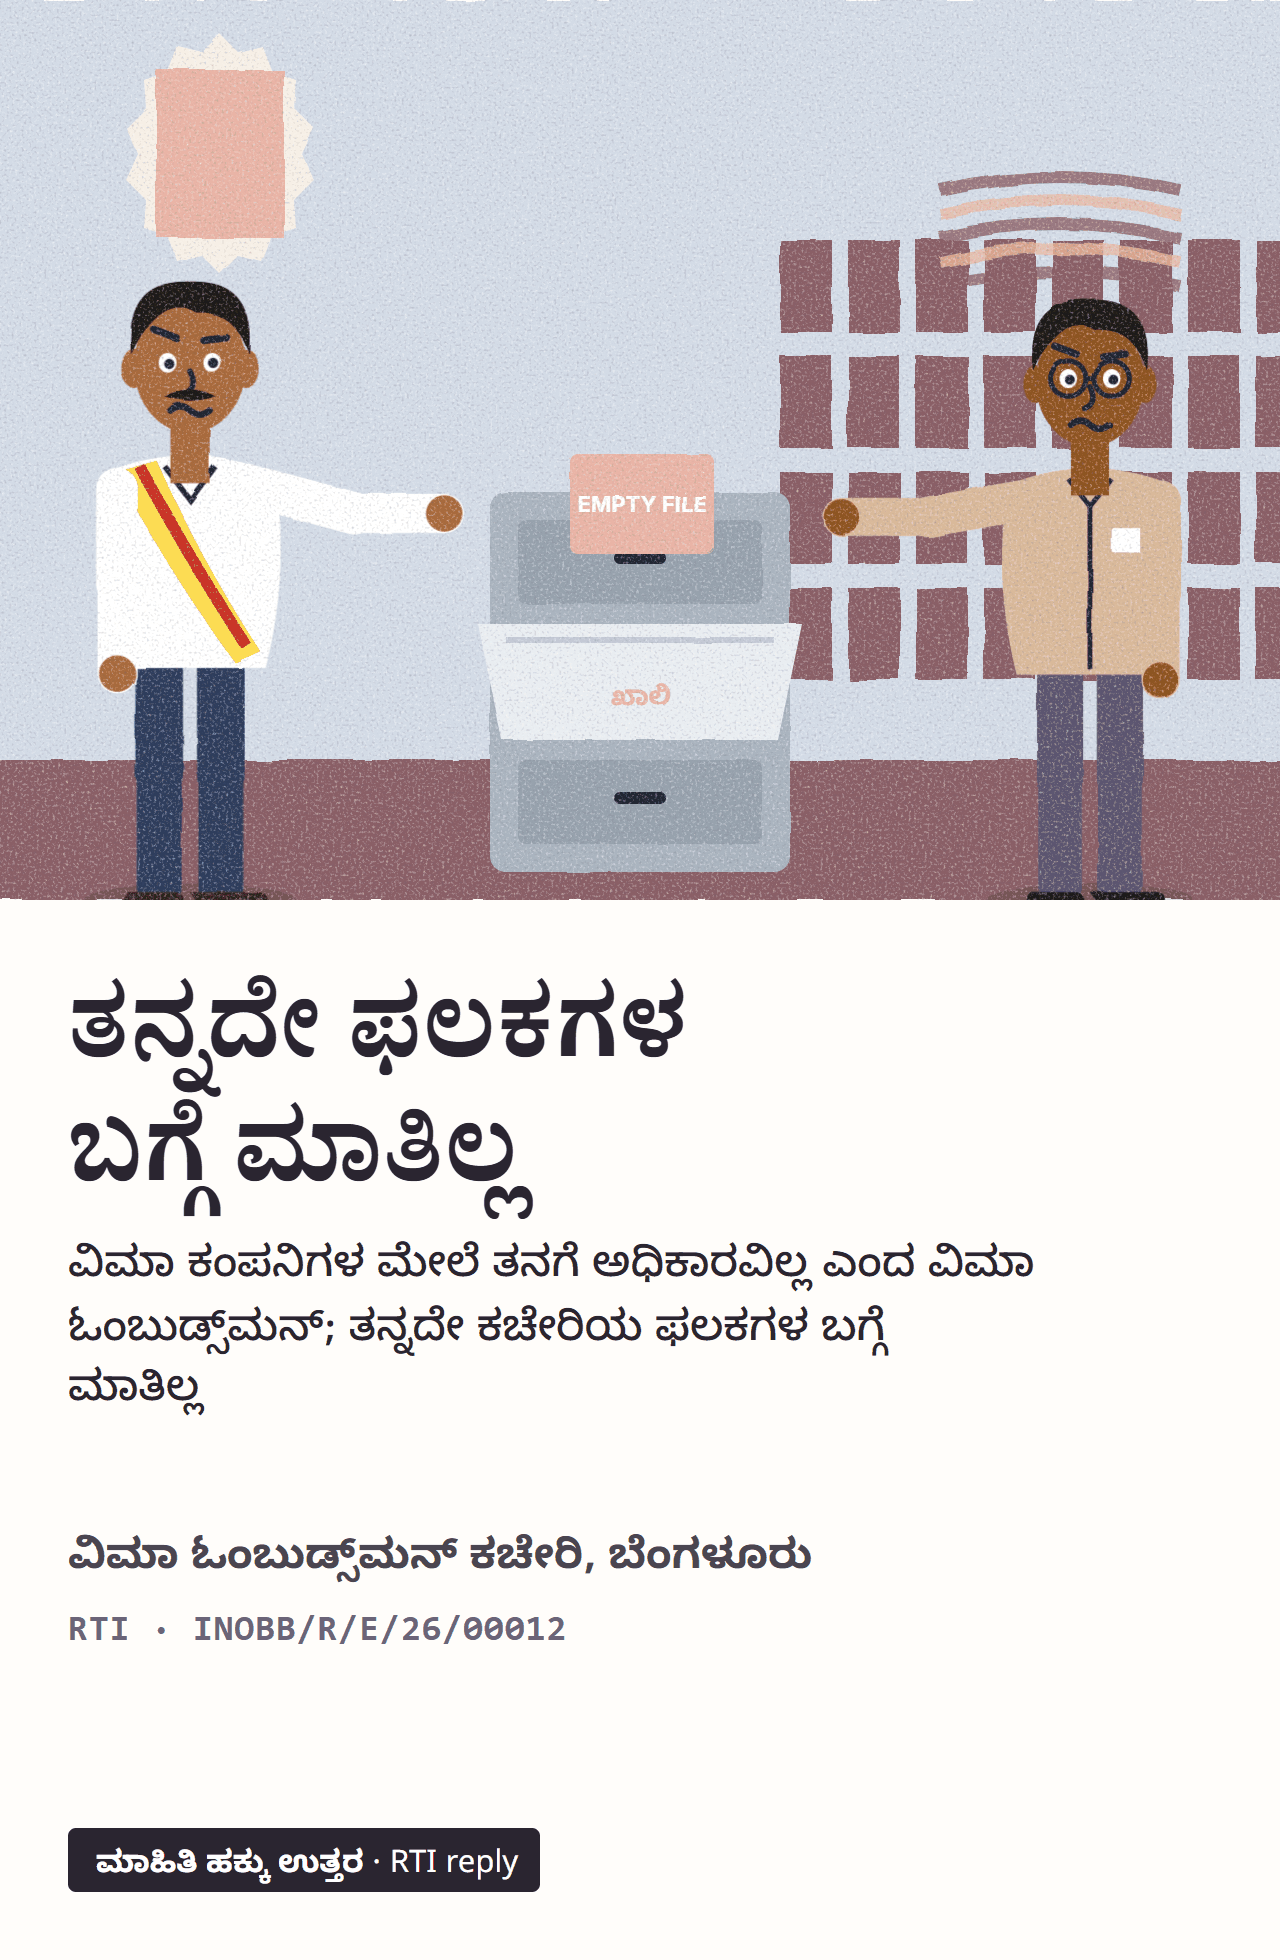 EMPTY FILE
ಖಾಲಿ
ತನ್ನದೇ ಫಲಕಗಳ
ಬಗ್ಗೆ ಮಾತಿಲ್ಲ
ವಿಮಾ ಕಂಪನಿಗಳ ಮೇಲೆ ತನಗೆ ಅಧಿಕಾರವಿಲ್ಲ ಎಂದ ವಿಮಾ
ಓಂಬುಡ್ಸ್‌ಮನ್; ತನ್ನದೇ ಕಚೇರಿಯ ಫಲಕಗಳ ಬಗ್ಗೆ
ಮಾತಿಲ್ಲ
ವಿಮಾ ಓಂಬುಡ್ಸ್‌ಮನ್ ಕಚೇರಿ, ಬೆಂಗಳೂರು
RTI · INOBB/R/E/26/00012
ಮಾಹಿತಿ ಹಕ್ಕು ಉತ್ತರ · RTI reply